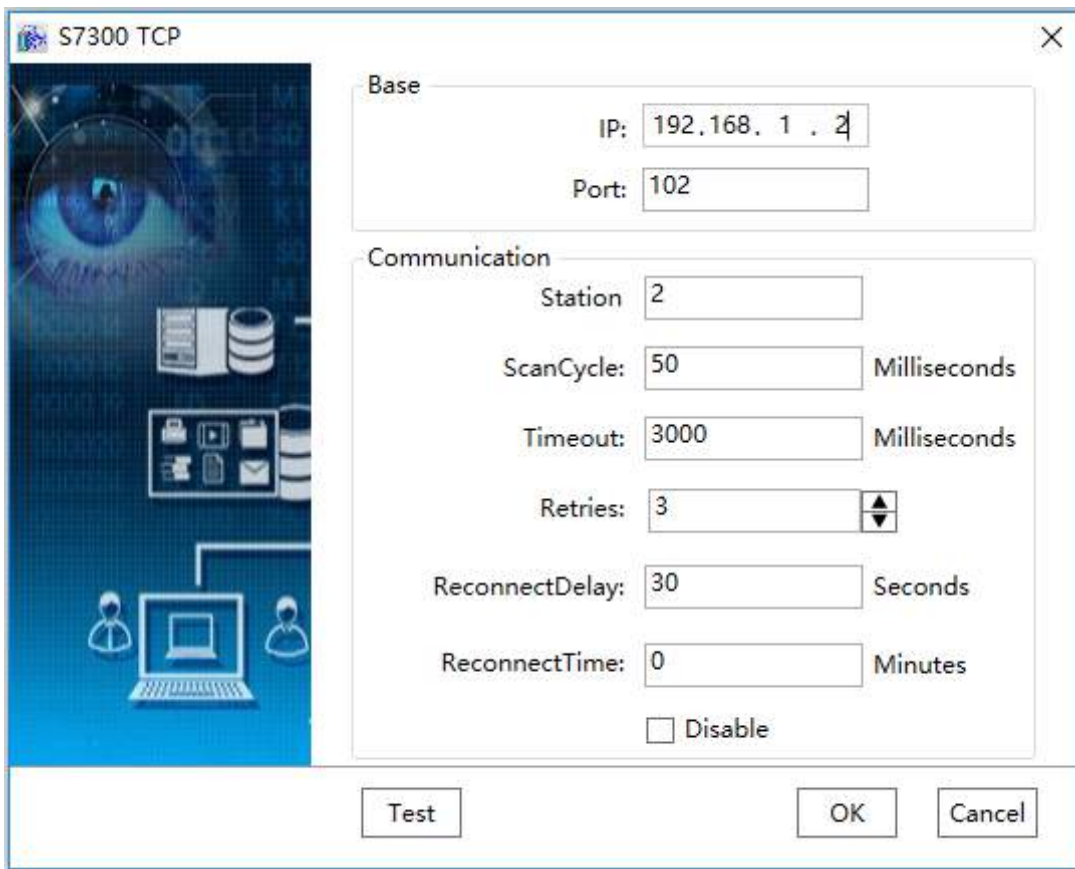 S7300 TCP
Base
IP: 192.168. 1 . 2
Port: 102
Communication
Station 2
ScanCycle: 50 Milliseconds
Timeout: 3000 Milliseconds
Retries: 3
ReconnectDelay: 30 Seconds
ReconnectTime: 0 Minutes
Disable
Test OK Cancel